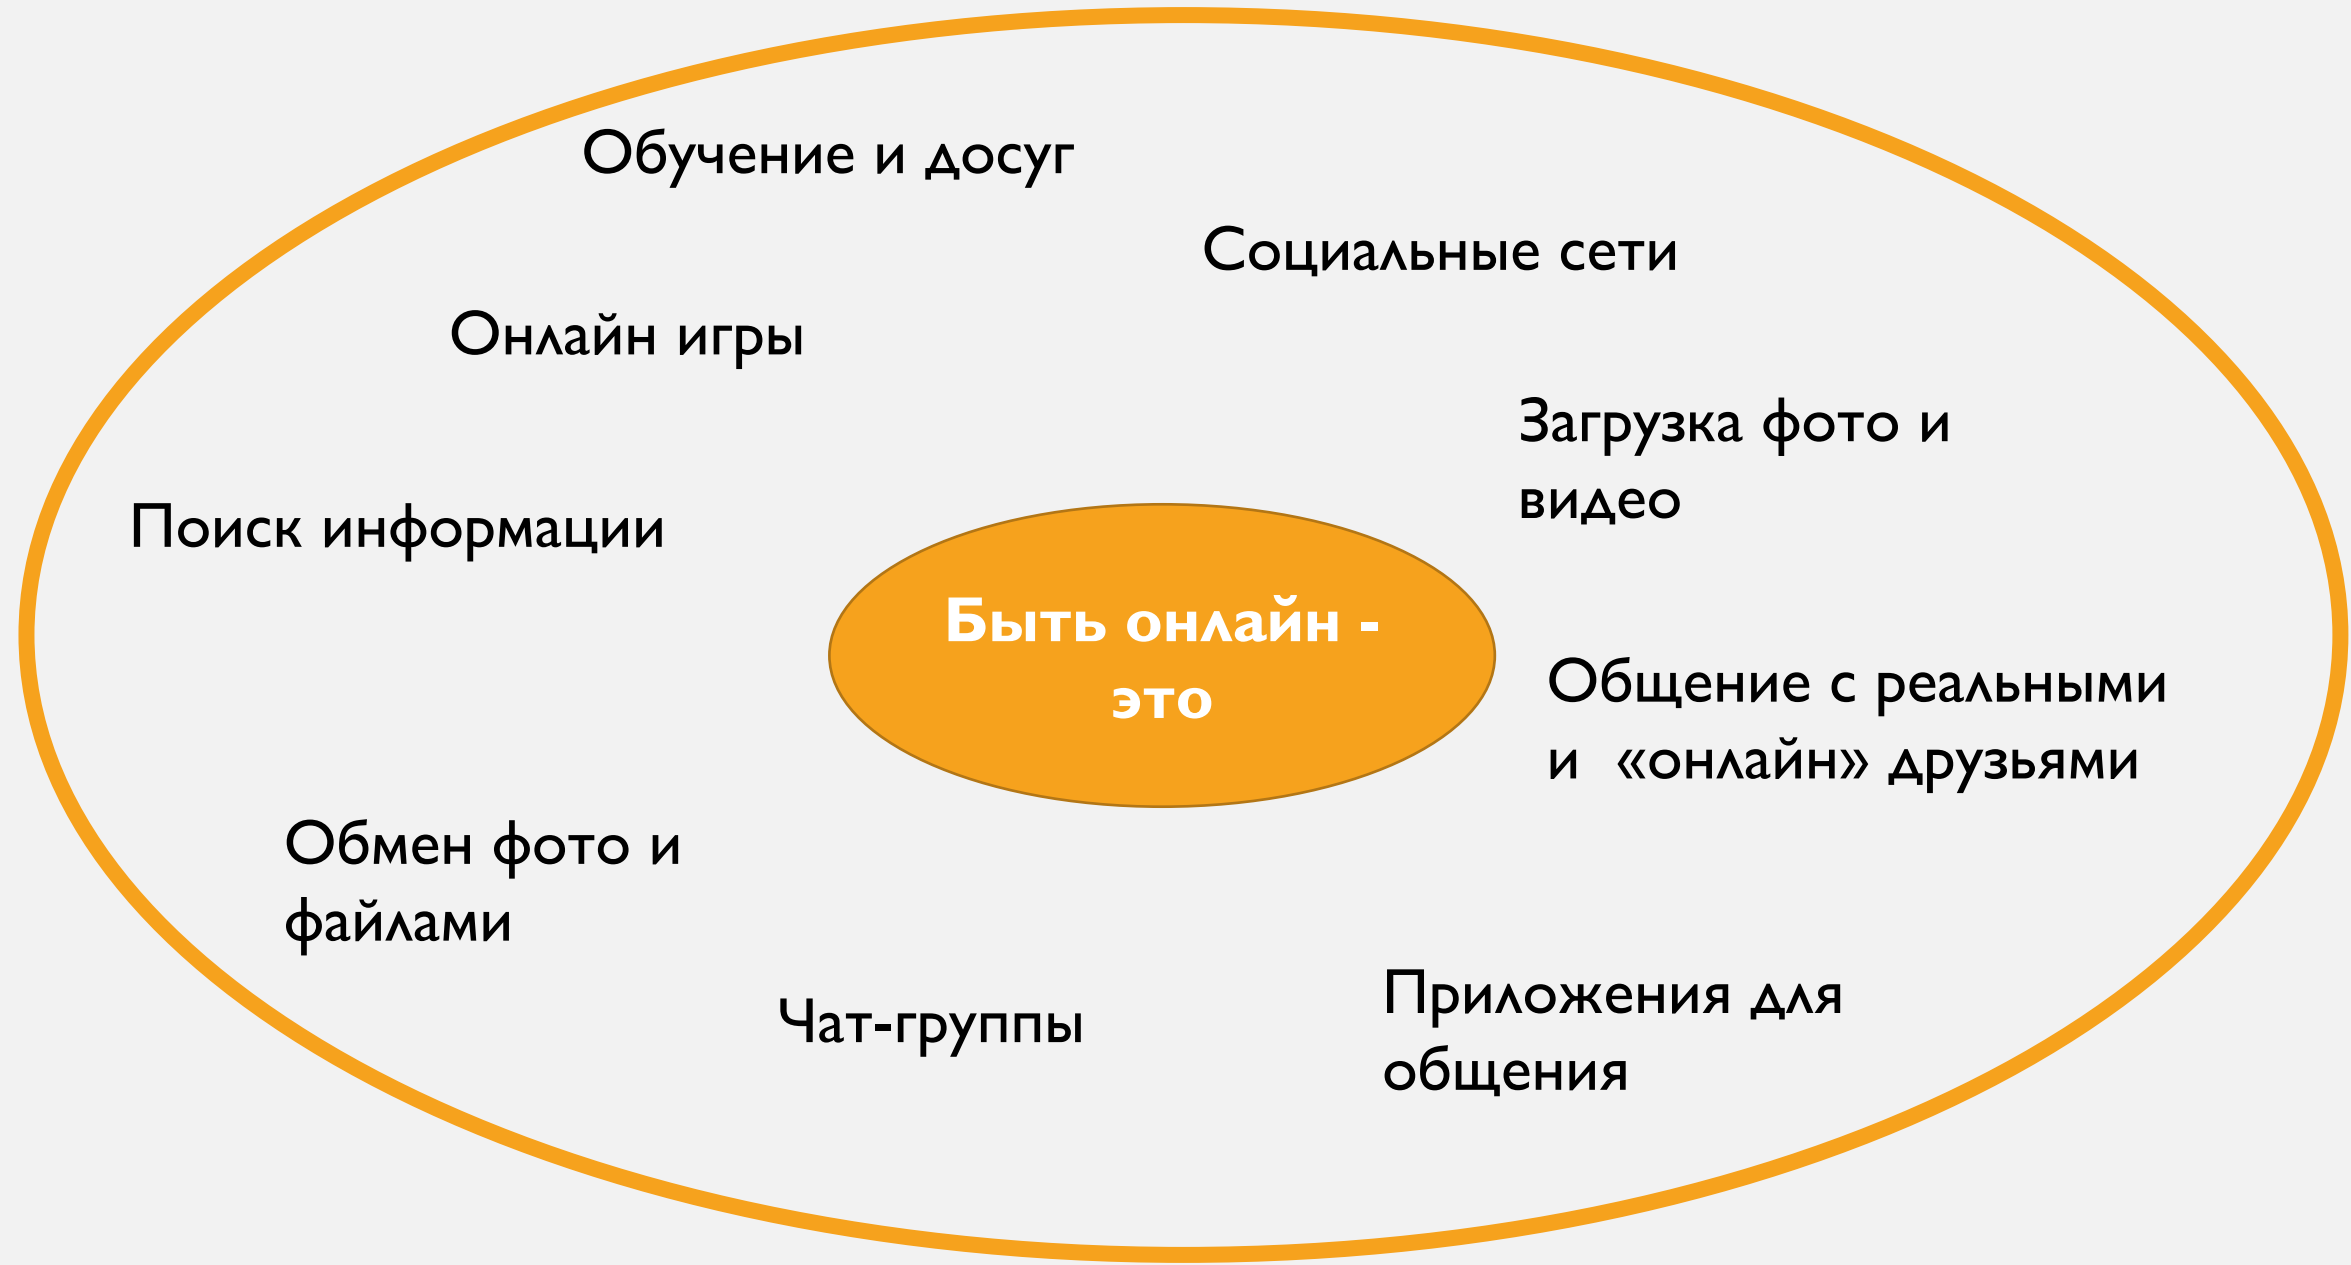 Обучение и досуг
Социальные сети
Онлайн игры
Загрузка фото и
видео
Поиск информации
Быть онлайн -
это
Общение с реальными
и «онлайн» друзьями
Обмен фото и
файлами
Чат-группы
Приложения для
общения